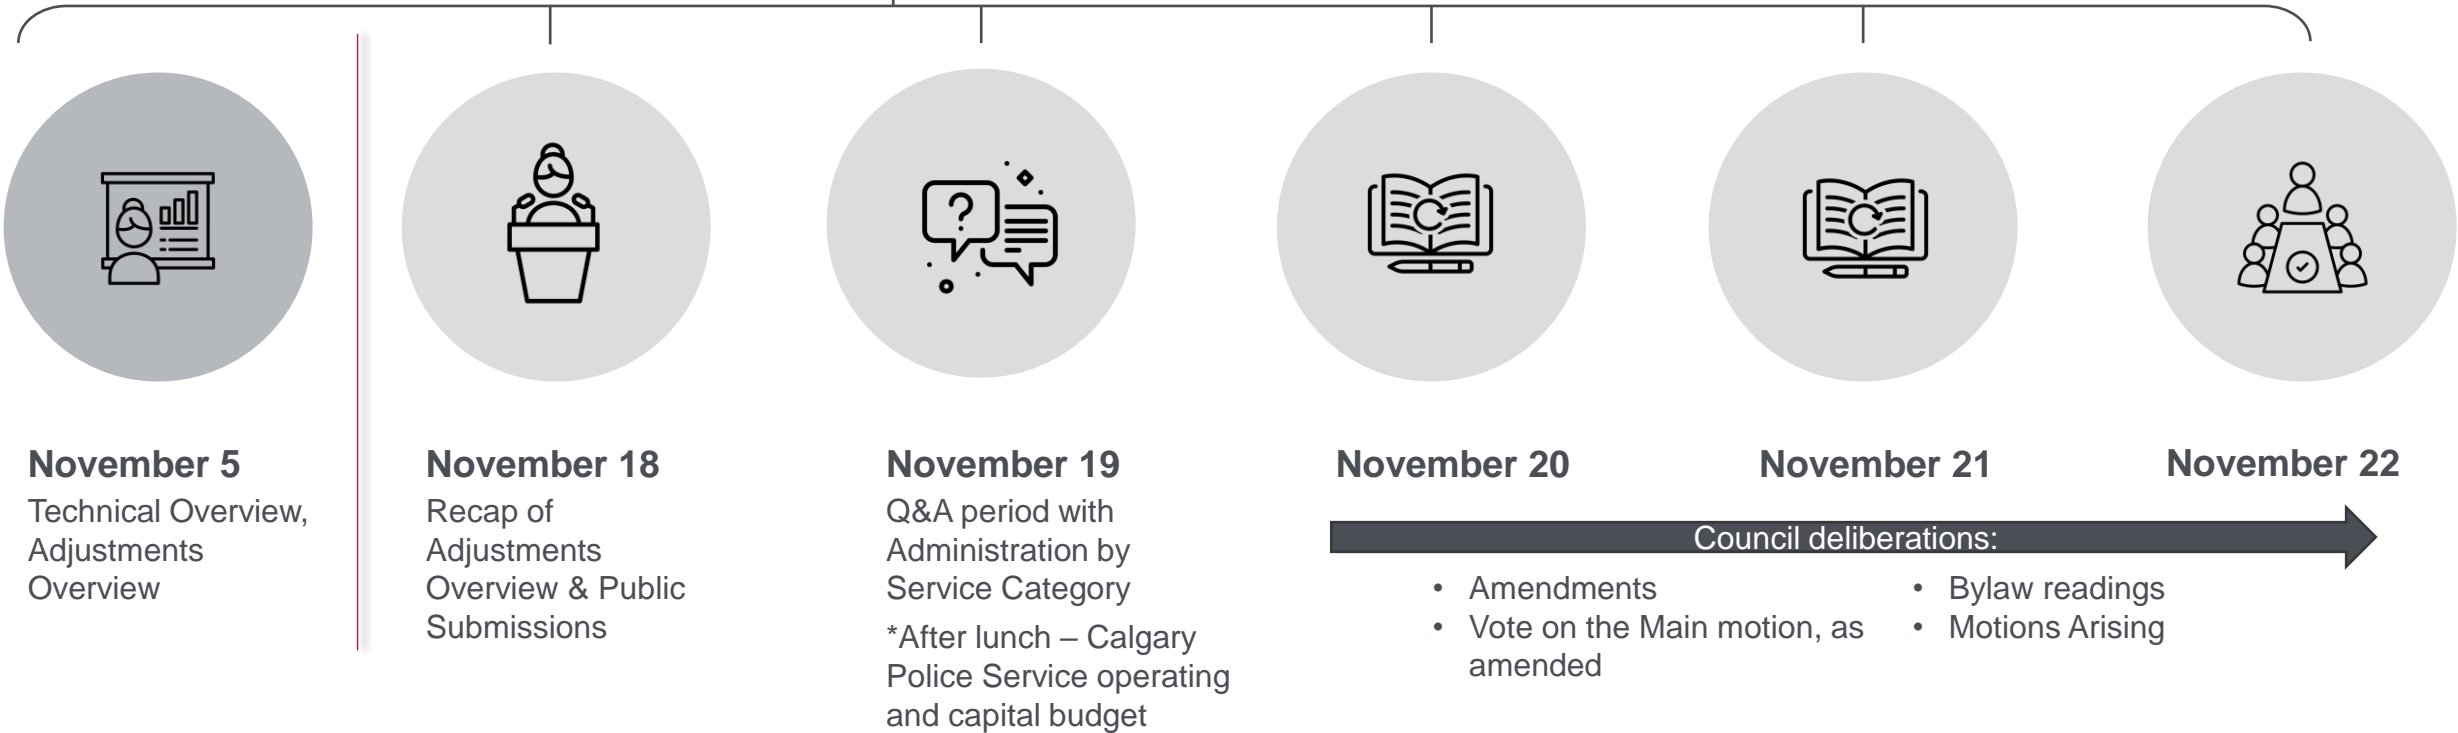 November 5
Technical Overview,
Adjustments
Overview
November 18
Recap of
Adjustments
Overview & Public
Submissions
November 19
Q&A period with
Administration by
Service Category
*After lunch – Calgary
Police Service operating
and capital budget
November 20
November 21
November 22
Council deliberations:
• Amendments
• Vote on the Main motion, as
amended
• Bylaw readings
• Motions Arising
?